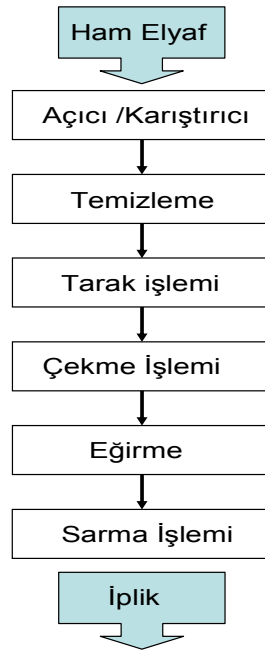 Ham Elyaf
Açıcı /Karıştırıcı
Temizleme
Tarak işlemi
Çekme İşlemi
Eğirme
Sarma İşlemi
İplik